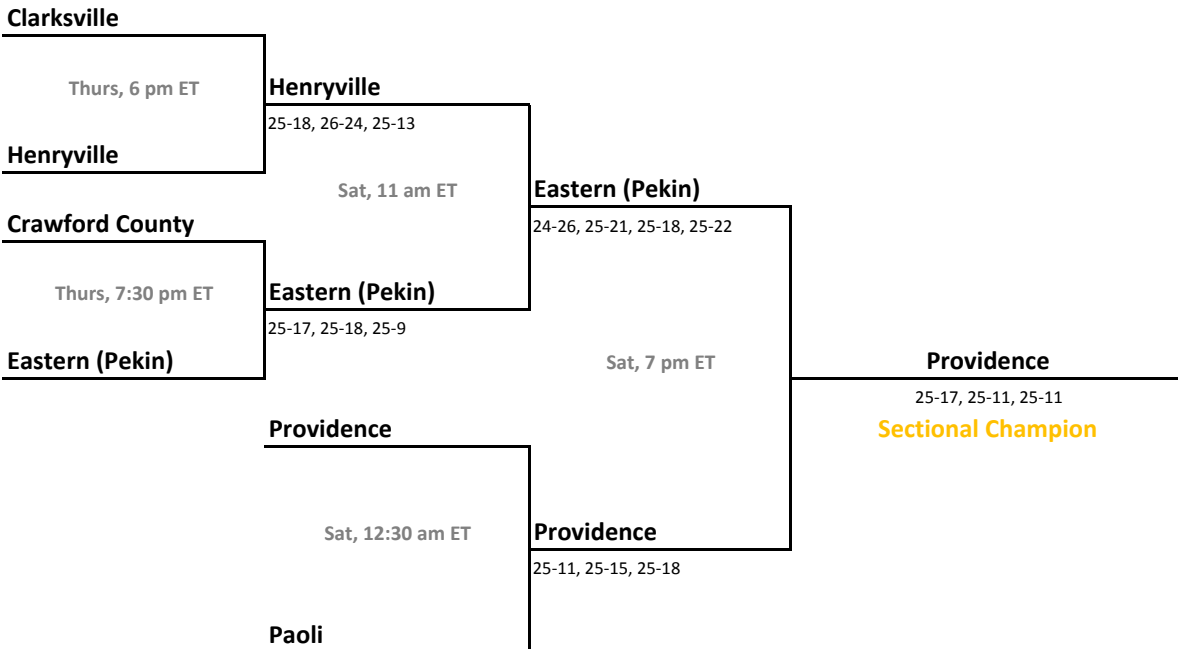 Clarksville
Thurs, 6 pm ET
Henryville
25-18, 26-24, 25-13
Henryville
Sat, 11 am ET
Eastern (Pekin)
24-26, 25-21, 25-18, 25-22
Crawford County
Thurs, 7:30 pm ET
Eastern (Pekin)
25-17, 25-18, 25-9
Eastern (Pekin)
Sat, 7 pm ET
Providence
25-17, 25-11, 25-11
Sectional Champion
Providence
Sat, 12:30 am ET
Providence
25-11, 25-15, 25-18
Paoli